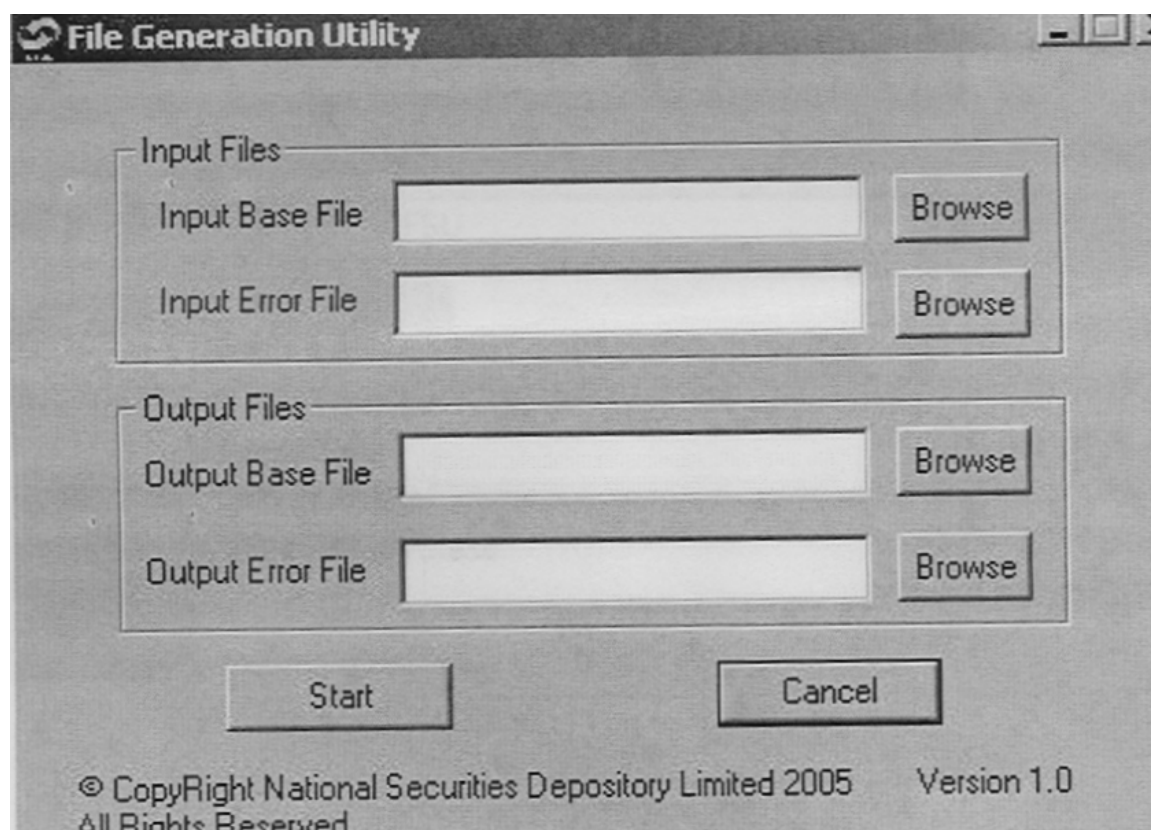 File Generation Utility
Input Files
Input Base File
Browse
Input Error File
Browse
Output Files
Output Base File
Browse
Output Error File
Browse
Start
Cancel
© CopyRight National Securities Depository Limited 2005 Version 1.0
All Rights Reserved